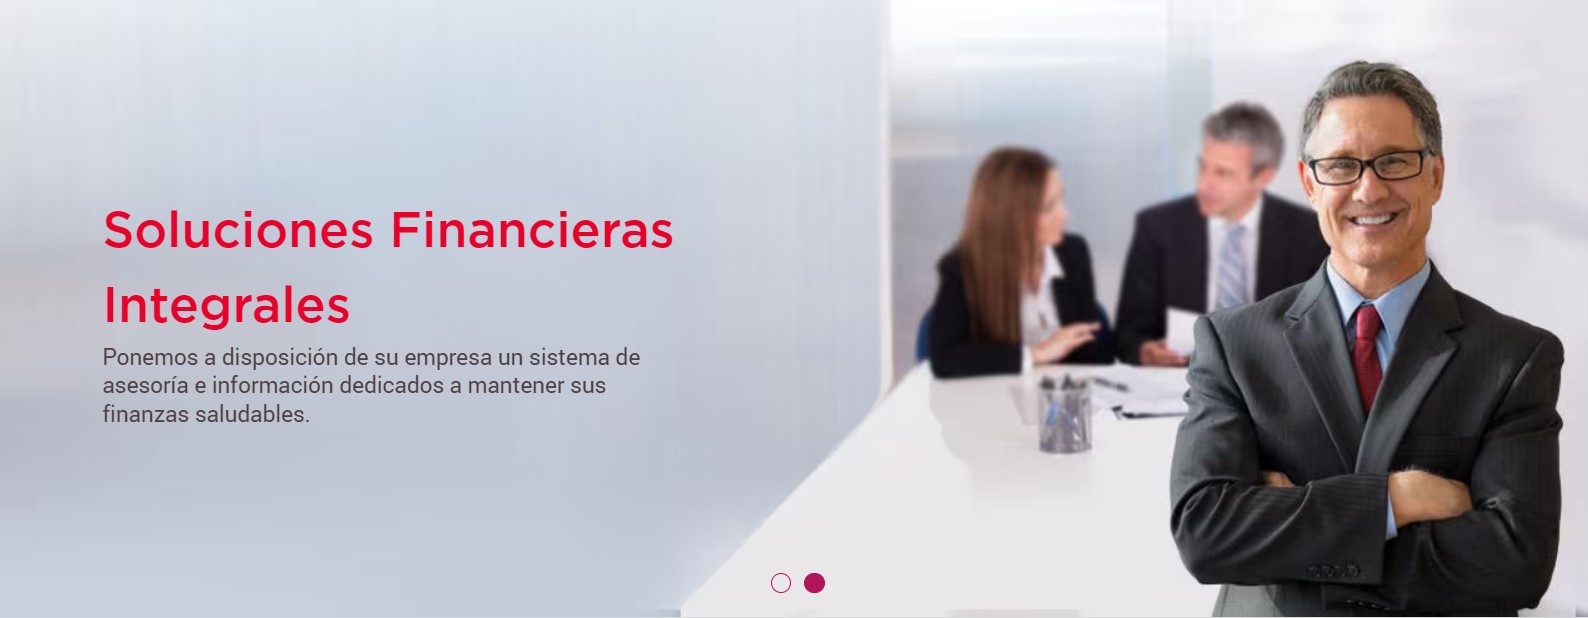 Soluciones Financieras
Integrales
Ponemos a disposición de su empresa un sistema de
asesoría e información dedicados a mantener sus
finanzas saludables.